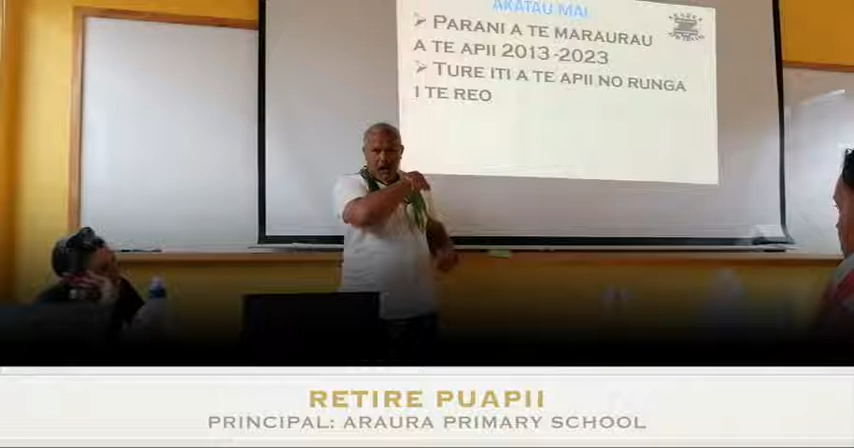 AKATAU MAI
➢ PARANI A TE MARAURAU
A TE APII 2013-2023
➢ TURE ITI A TE APII NO RUNGA
I TE REO
RETIRE PUAPII
PRINCIPAL: ARAURA PRIMARY SCHOOL